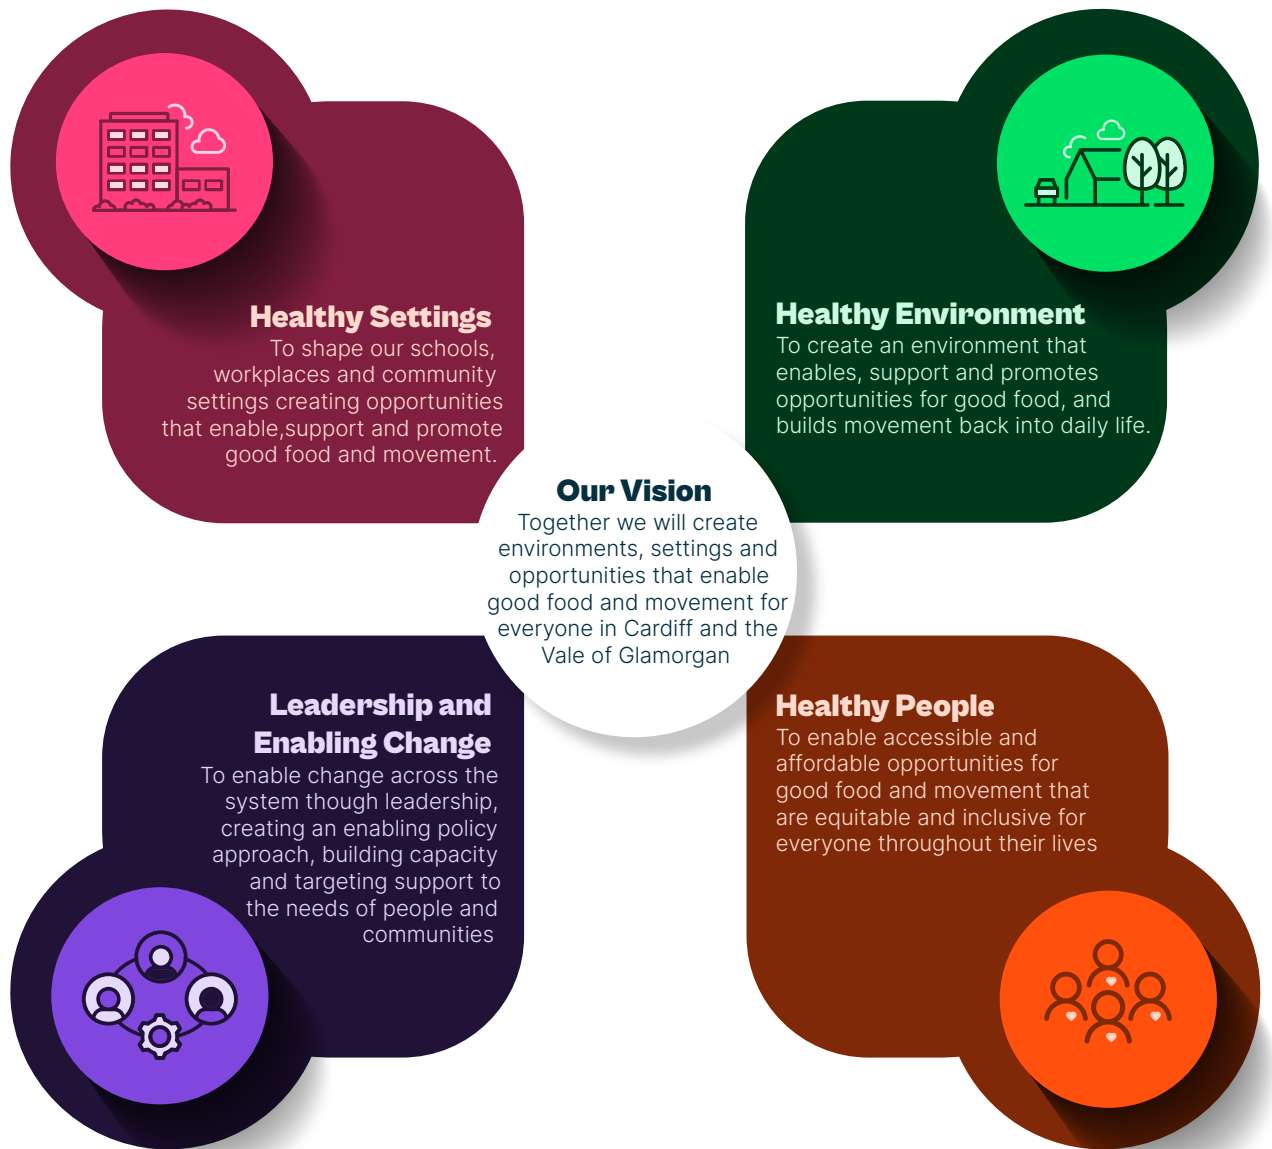 Healthy Settings
To shape our schools,
workplaces and community
settings creating opportunities
that enable,support and promote
good food and movement.
Healthy Environment
To create an environment that
enables, support and promotes
opportunities for good food, and
builds movement back into daily life.
Our Vision
Together we will create
environments, settings and
opportunities that enable
good food and movement for
everyone in Cardiff and the
Vale of Glamorgan
Leadership and
Enabling Change
To enable change across the
system though leadership,
creating an enabling policy
approach, building capacity
and targeting support to
the needs of people and
communities
Healthy People
To enable accessible and
affordable opportunities for
good food and movement that
are equitable and inclusive for
everyone throughout their lives